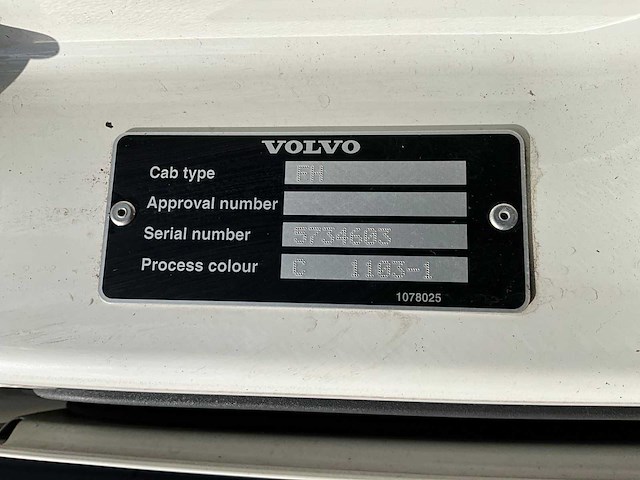 VOLVO
Cab type FH
Approval number
Serial number 5734603
Process colour C 1103-1
1078025